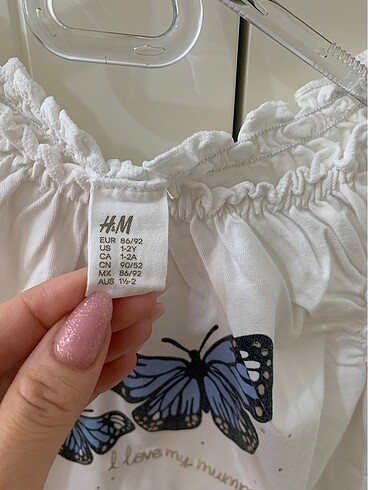 H&M
EUR 86/92
US 1-2Y
CA 1-2A
CN 90/52
MX 86/92
AUS 1½-2
I love my mum